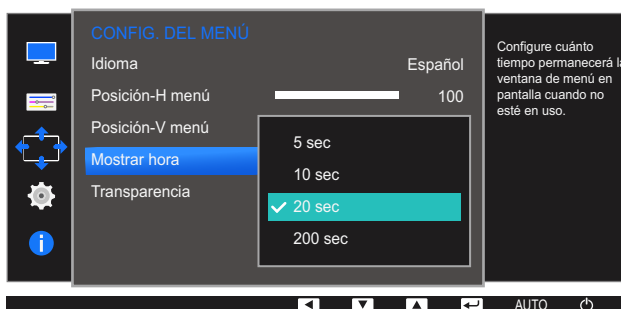 CONFIG. DEL MENÚ
Idioma Español
Posición-H menú 100
Posición-V menú
Mostrar hora
Transparencia
5 sec
10 sec
20 sec
200 sec
Configure cuánto
tiempo permanecerá la
ventana de menú en
pantalla cuando no
esté en uso.
AUTO